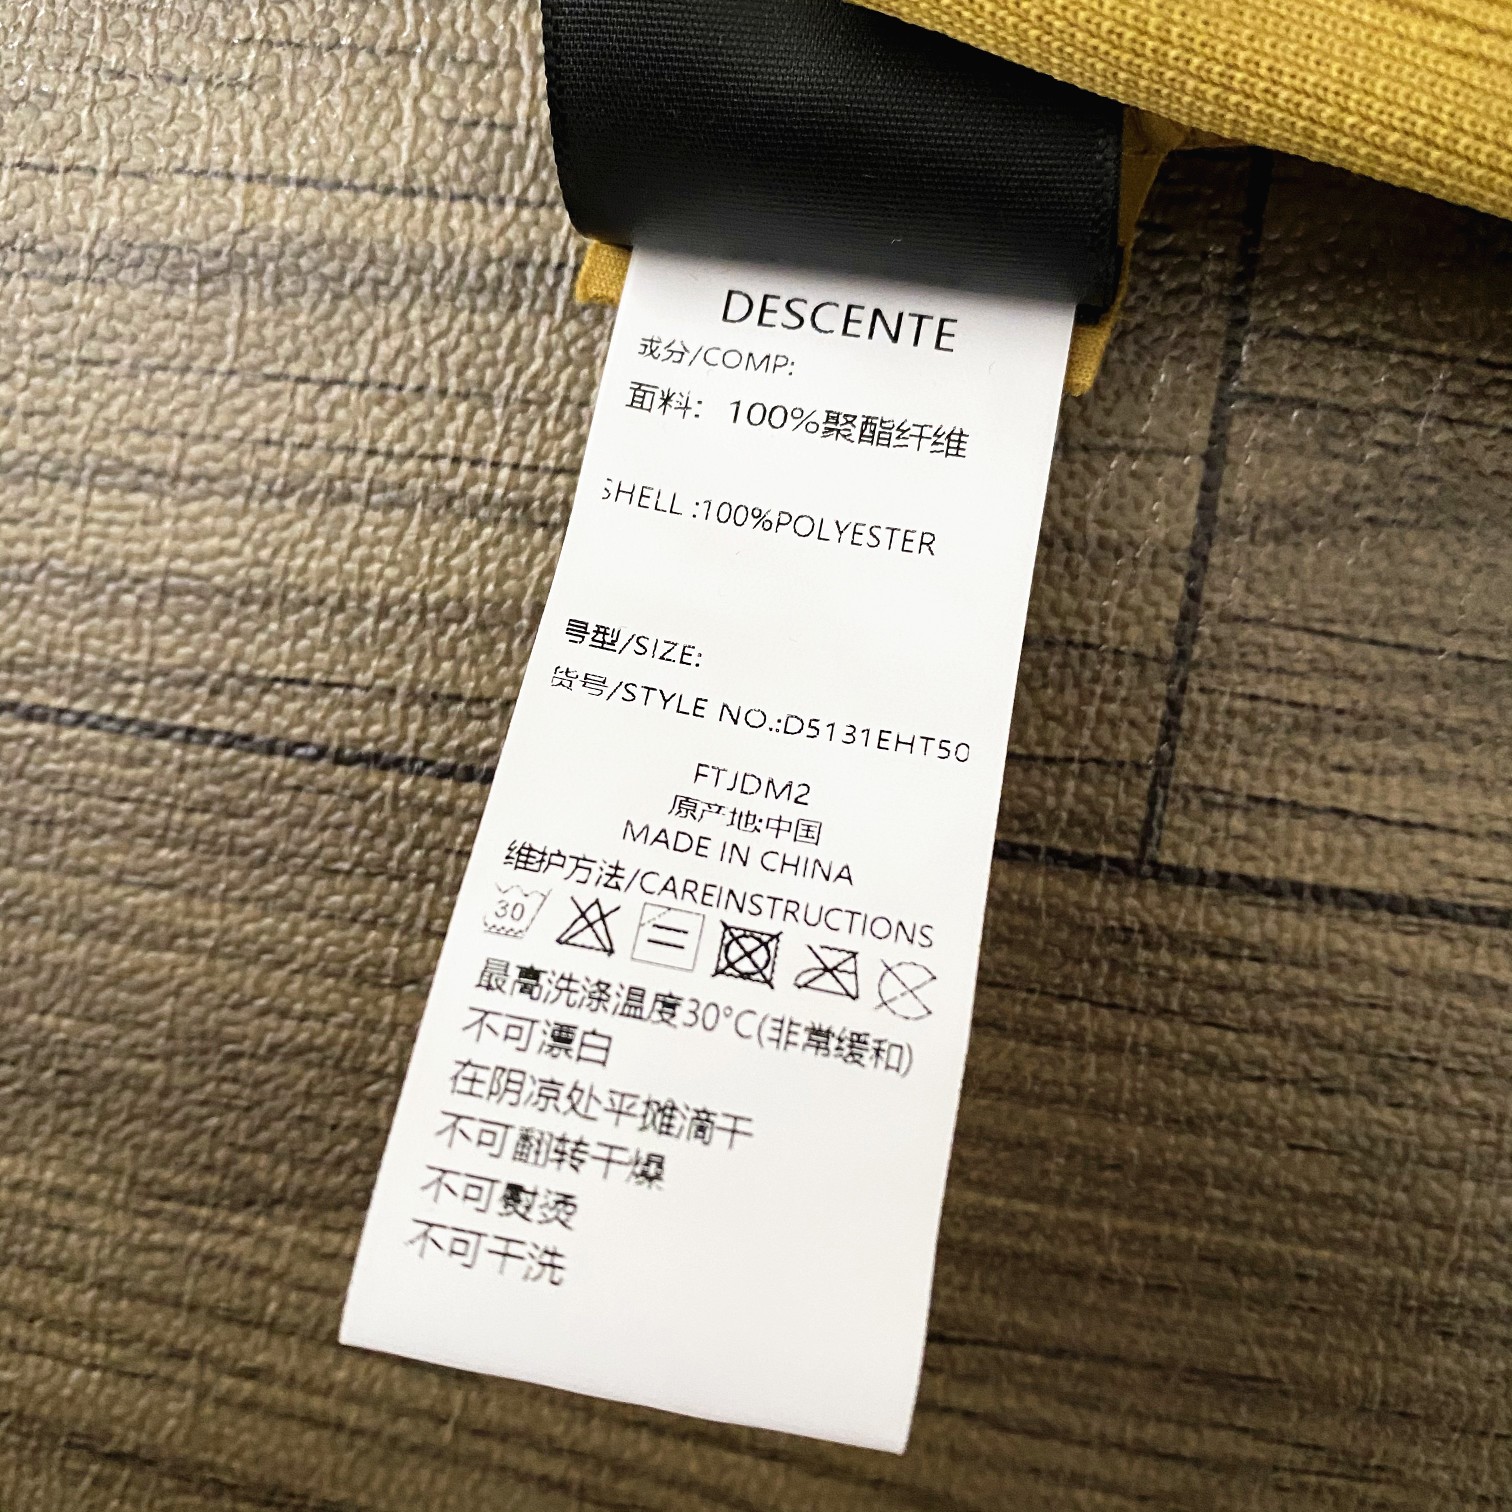 DESCENTE
成分/COMP:
面料：100%聚酯纤维
SHELL :100%POLYESTER
号型/SIZE:
货号/STYLE NO.:D5131EHT50
FTJDM2
原产地:中国
MADE IN CHINA
维护方法/CAREINSTRUCTIONS
30
最高洗涤温度30°C(非常缓和)
不可漂白
在阴凉处平摊滴干
不可翻转干燥
不可熨烫
不可干洗